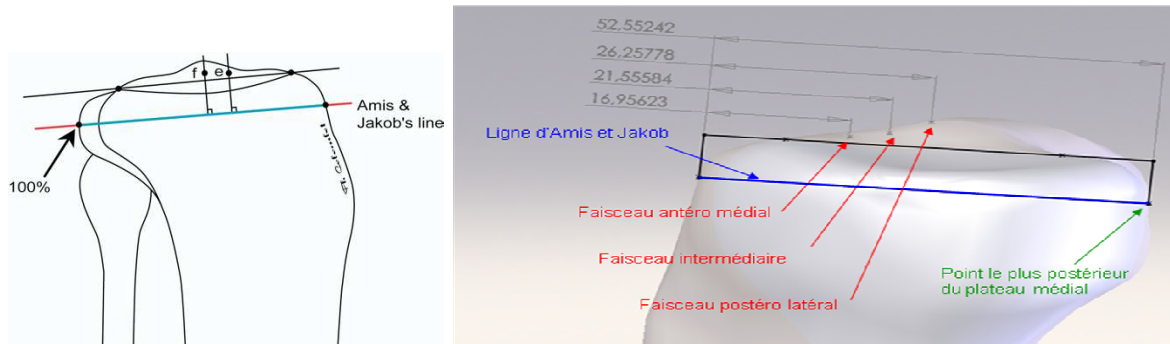 f e
Amis &
Jakob's line
100%
52,55242
26,25778
21,55584
16,95623
Ligne d'Amis et Jakob
Faisceau antéro médial
Faisceau intermédiaire
Faisceau postéro latéral
Point le plus postérieur
du plateau médial